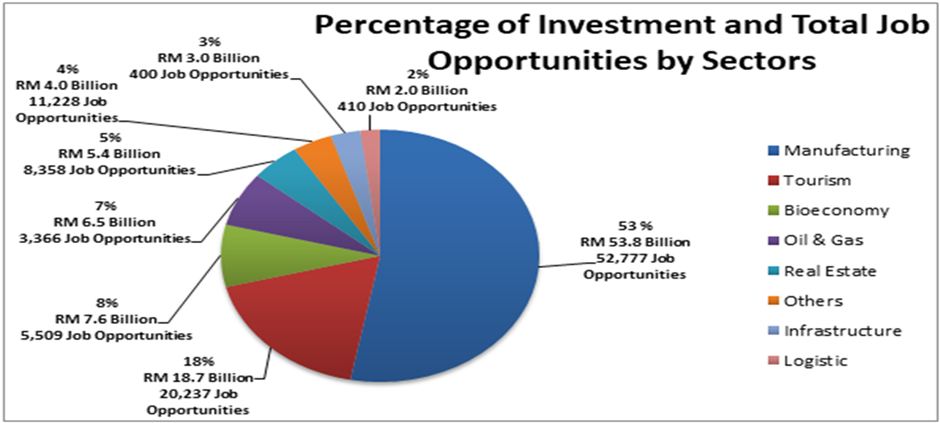 Percentage of Investment and Total Job
Opportunities by Sectors
3%
RM 3.0 Billion
400 Job Opportunities
2%
RM 2.0 Billion
410 Job Opportunities
4%
RM 4.0 Billion
11,228 Job
Opportunities
5%
RM 5.4 Billion
8,358 Job Opportunities
7%
RM 6.5 Billion
3,366 Job Opportunities
8%
RM 7.6 Billion
5,509 Job Opportunities
18%
RM 18.7 Billion
20,237 Job
Opportunities
53 %
RM 53.8 Billion
52,777 Job
Opportunities
Manufacturing
Tourism
Bioeconomy
Oil & Gas
Real Estate
Others
Infrastructure
Logistic